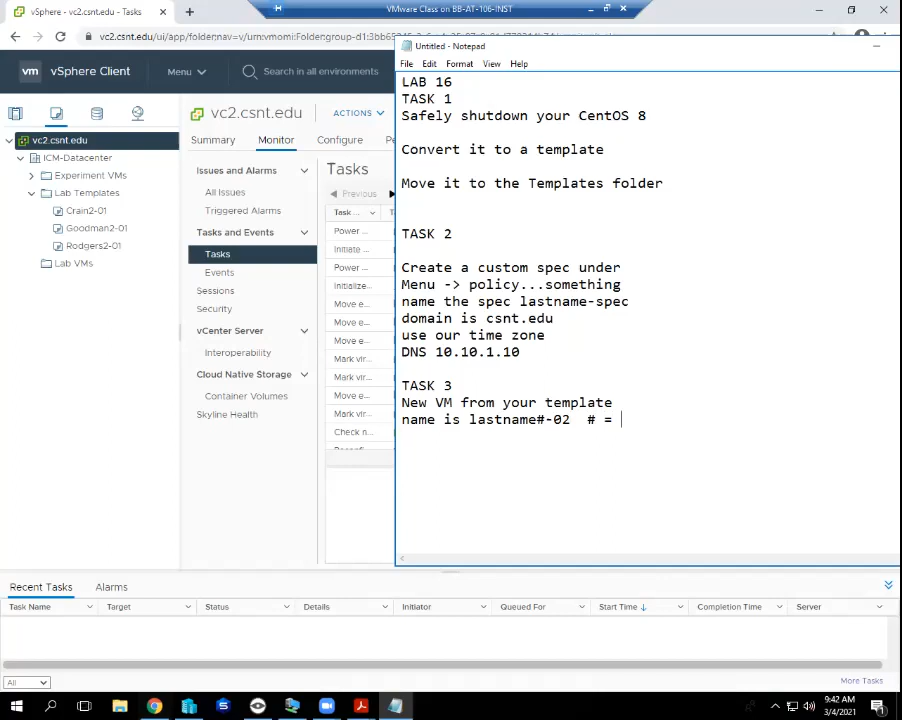 vSphere - vc2.csnt.edu - Tasks
VMware Class on BB-AT-106-INST
vm vSphere Client
Menu
Search in all environments
vc2.csnt.edu
ICM-Datacenter
Experiment VMs
Lab Templates
Crain2-01
Goodman2-01
Rodgers2-01
Lab VMs
vc2.csnt.edu
ACTIONS
Summary
Monitor
Configure
Issues and Alarms
All Issues
Triggered Alarms
Tasks and Events
Tasks
Events
Sessions
Security
vCenter Server
Interoperability
Cloud Native Storage
Container Volumes
Skyline Health
Tasks
Previous
Task ...
Power ...
Initiate ...
Power ...
Initialize...
Move e...
Move e...
Move e...
Mark vir...
Mark vir...
Move e...
Mark vir...
Check n...
Untitled - Notepad
File Edit Format View Help
LAB 16
TASK 1
Safely shutdown your CentOS 8
Convert it to a template
Move it to the Templates folder
TASK 2
Create a custom spec under
Menu -> policy...something
name the spec lastname-spec
domain is csnt.edu
use our time zone
DNS 10.10.1.10
TASK 3
New VM from your template
name is lastname#-02  # =
Recent Tasks Alarms
Task Name Target Status Details Initiator Queued For Start Time Completion Time Server
All
More Tasks
9:42 AM
3/4/2021
1